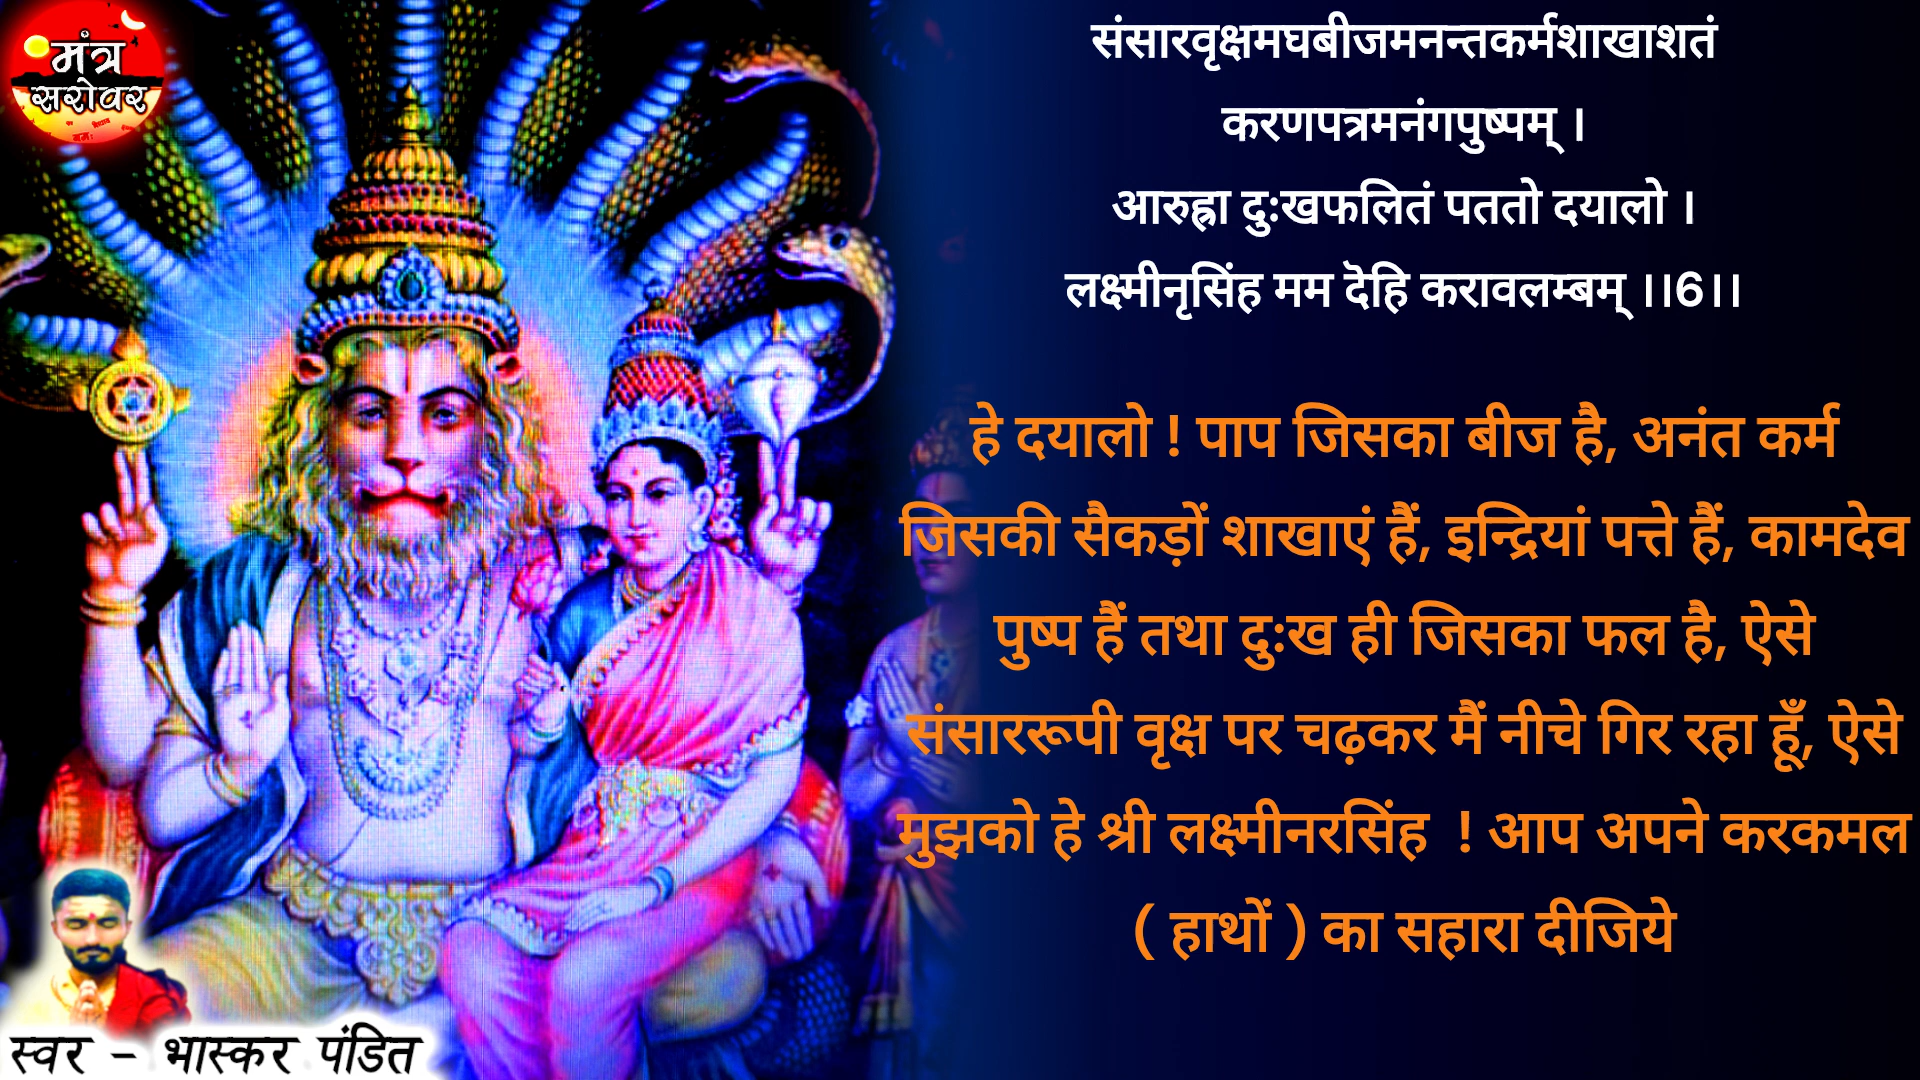 मंत्र
सरोवर
संसारवृक्षमघबीजमनन्तकर्मशाखाशतं
करणपत्रमनंगपुष्पम् ।
आरुह्रा दुःखफलितं पततो दयालो ।
लक्ष्मीनृसिंह मम देहि करावलम्बम् ।।6।।
हे दयालो ! पाप जिसका बीज है, अनंत कर्म
जिसकी सैकड़ों शाखाएं हैं, इन्द्रियां पत्ते हैं, कामदेव
पुष्प हैं तथा दुःख ही जिसका फल है, ऐसे
संसाररूपी वृक्ष पर चढ़कर मैं नीचे गिर रहा हूँ, ऐसे
मुझको हे श्री लक्ष्मीनरसिंह ! आप अपने करकमल
( हाथों ) का सहारा दीजिये
स्वर - भास्कर पंडित